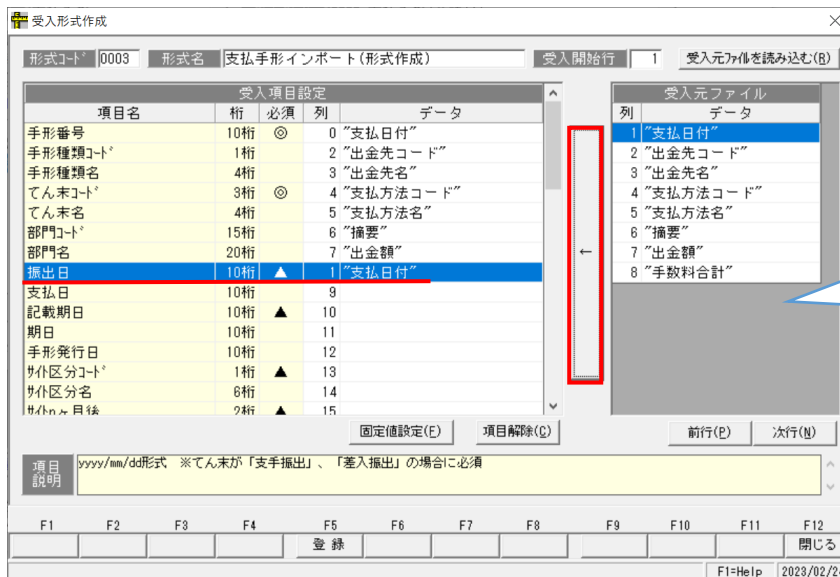 受入形式作成
形式ｺｰﾄﾞ 0003 形式名 支払手形インポート(形式作成) 受入開始行 1 受入元ﾌｧｲﾙを読み込む(R)
受入項目設定
項目名 桁 必須 列 データ
手形番号 10桁 ◎ 0 "支払日付"
手形種類ｺｰﾄﾞ 1桁 2 "出金先コード"
手形種類名 4桁 3 "出金先名"
てん末ｺｰﾄﾞ 3桁 ◎ 4 "支払方法コード"
てん末名 4桁 5 "支払方法名"
部門ｺｰﾄﾞ 15桁 6 "摘要"
部門名 20桁 7 "出金額"
振出日 10桁 ▲ 1 "支払日付"
支払日 10桁 9
記載期日 10桁 ▲ 10
期日 10桁 11
手形発行日 10桁 12
ｻｲﾄ区分ｺｰﾄﾞ 1桁 ▲ 13
ｻｲﾄ区分名 6桁 14
ｻｲﾄnヶ月後 2桁 ▲ 15
←
受入元ファイル
列 データ
1 "支払日付"
2 "出金先コード"
3 "出金先名"
4 "支払方法コード"
5 "支払方法名"
6 "摘要"
7 "出金額"
8 "手数料合計"
固定値設定(F) 項目解除(C) 前行(P) 次行(N)
項目説明 yyyy/mm/dd形式 ※てん末が「支手振出」、「差入振出」の場合に必須
F1 F2 F3 F4 F5 F6 F7 F8 F9 F10 F11 F12
登録 閉じる
F1=Help 2023/02/2